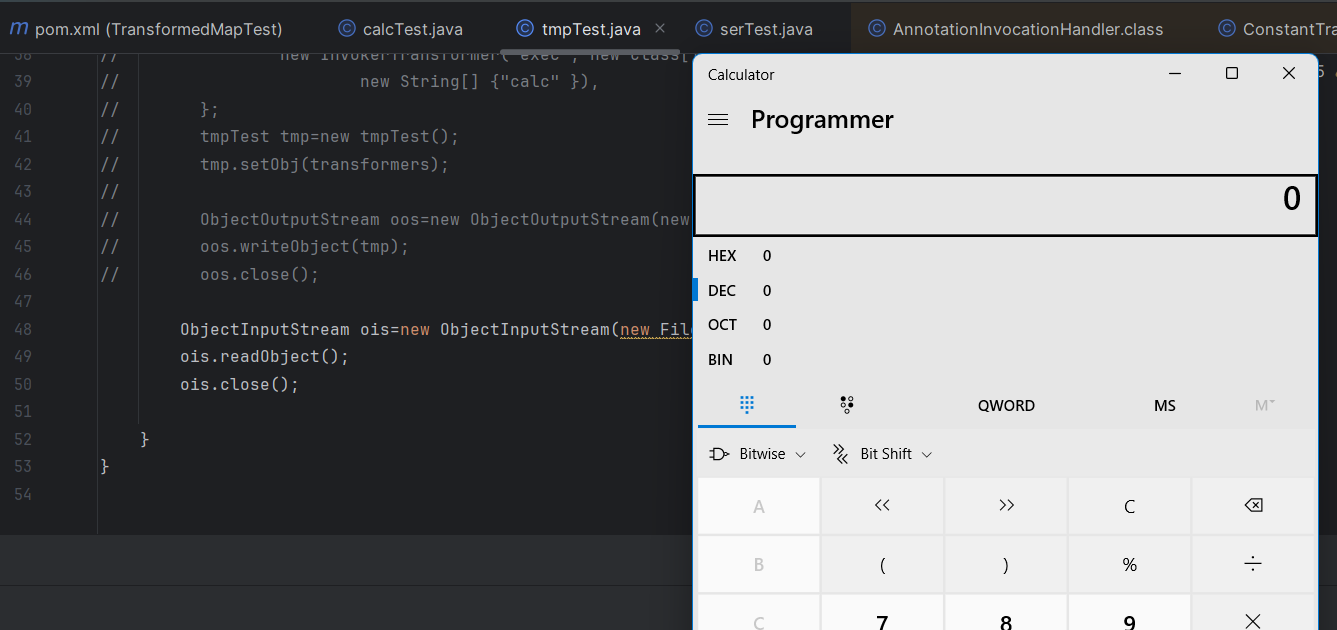 pom.xml (TransformedMapTest)
calcTest.java
tmpTest.java
serTest.java
AnnotationInvocationHandler.class
ConstantTra
38 // new InvokerTransformer("exec", new Class[
39 // new String[] {"calc" }),
40 // };
41 // tmpTest tmp=new tmpTest();
42 // tmp.setObj(transformers);
43 //
44 // ObjectOutputStream oos=new ObjectOutputStream(new
45 // oos.writeObject(tmp);
46 // oos.close();
47
48 ObjectInputStream ois=new ObjectInputStream(new File
49 ois.readObject();
50 ois.close();
51
52 }
53 }
54
Calculator
Programmer
0
HEX 0
DEC 0
OCT 0
BIN 0
QWORD MS M
Bitwise Bit Shift
A << >> C
B ( ) % ÷
C 7 8 9 ×